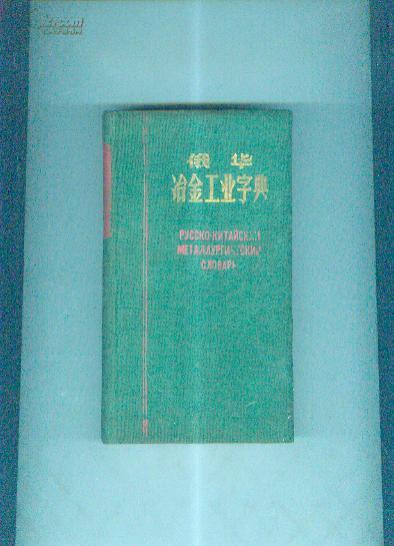 俄华
冶金工业字典
РУССКО-КИТАЙСКИЙ
МЕТАЛЛУРГИЧЕСКИЙ
СЛОВАРЬ